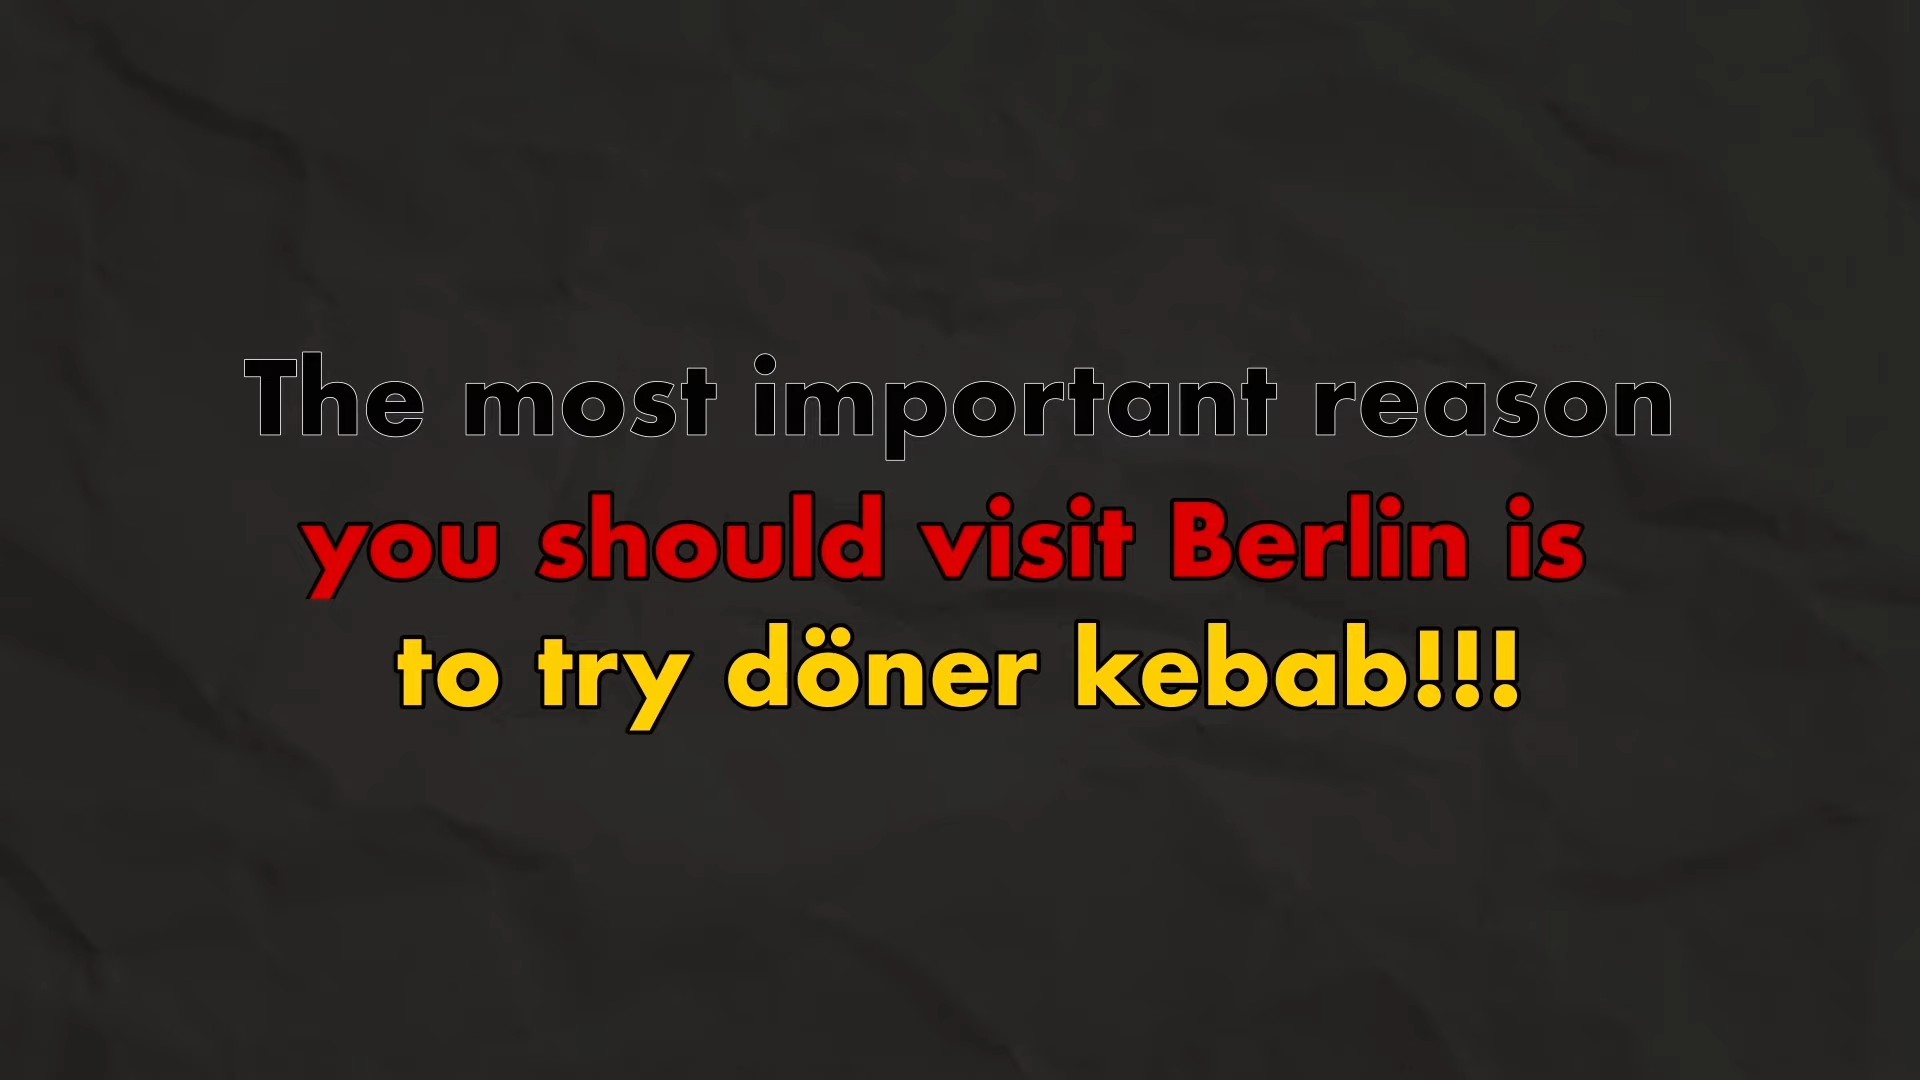 The most important reason
you should visit Berlin is
to try döner kebab!!!